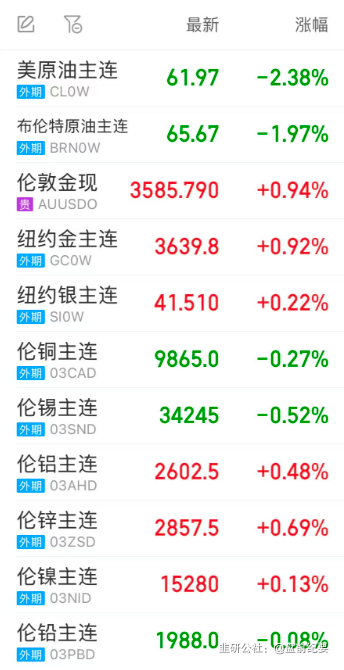 最新 涨幅
美原油主连 61.97 -2.38%
外期 CL0W
布伦特原油主连 65.67 -1.97%
外期 BRN0W
伦敦金现 3585.790 +0.94%
贵 AUUSDO
纽约金主连 3639.8 +0.92%
外期 GC0W
纽约银主连 41.510 +0.22%
外期 SI0W
伦铜主连 9865.0 -0.27%
外期 03CAD
伦锡主连 34245 -0.52%
外期 03SND
伦铝主连 2602.5 +0.48%
外期 03AHD
伦锌主连 2857.5 +0.69%
外期 03ZSD
伦镍主连 15280 +0.13%
外期 03NID
伦铅主连 1988.0 -0.08%
外期 03PBD
韭研公社：@盘前纪要